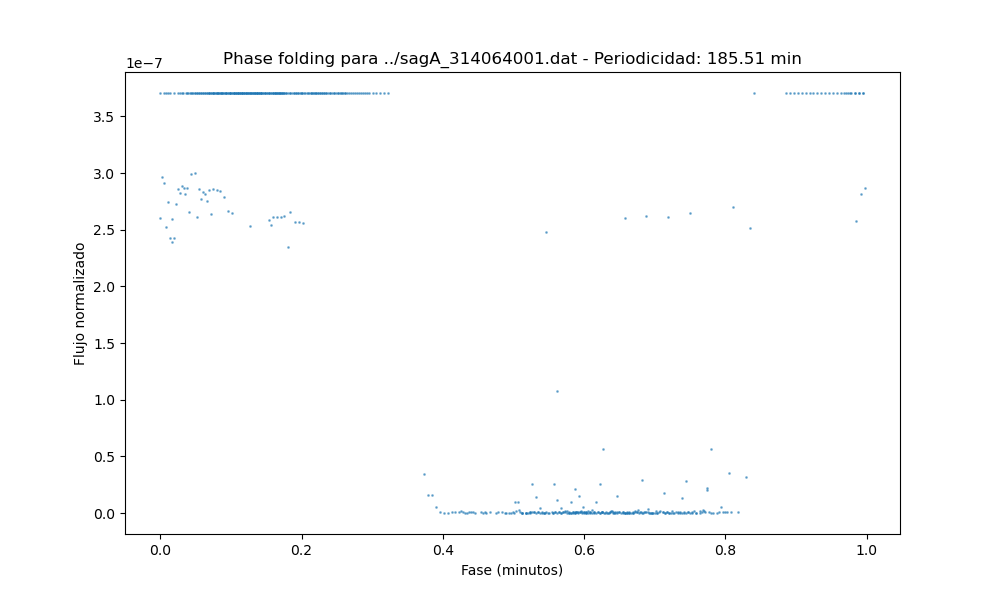 Phase folding para ../sagA_314064001.dat - Periodicidad: 185.51 min
1e−7
3.5
3.0
2.5
2.0
1.5
1.0
0.5
0.0
Flujo normalizado
0.0 0.2 0.4 0.6 0.8 1.0
Fase (minutos)